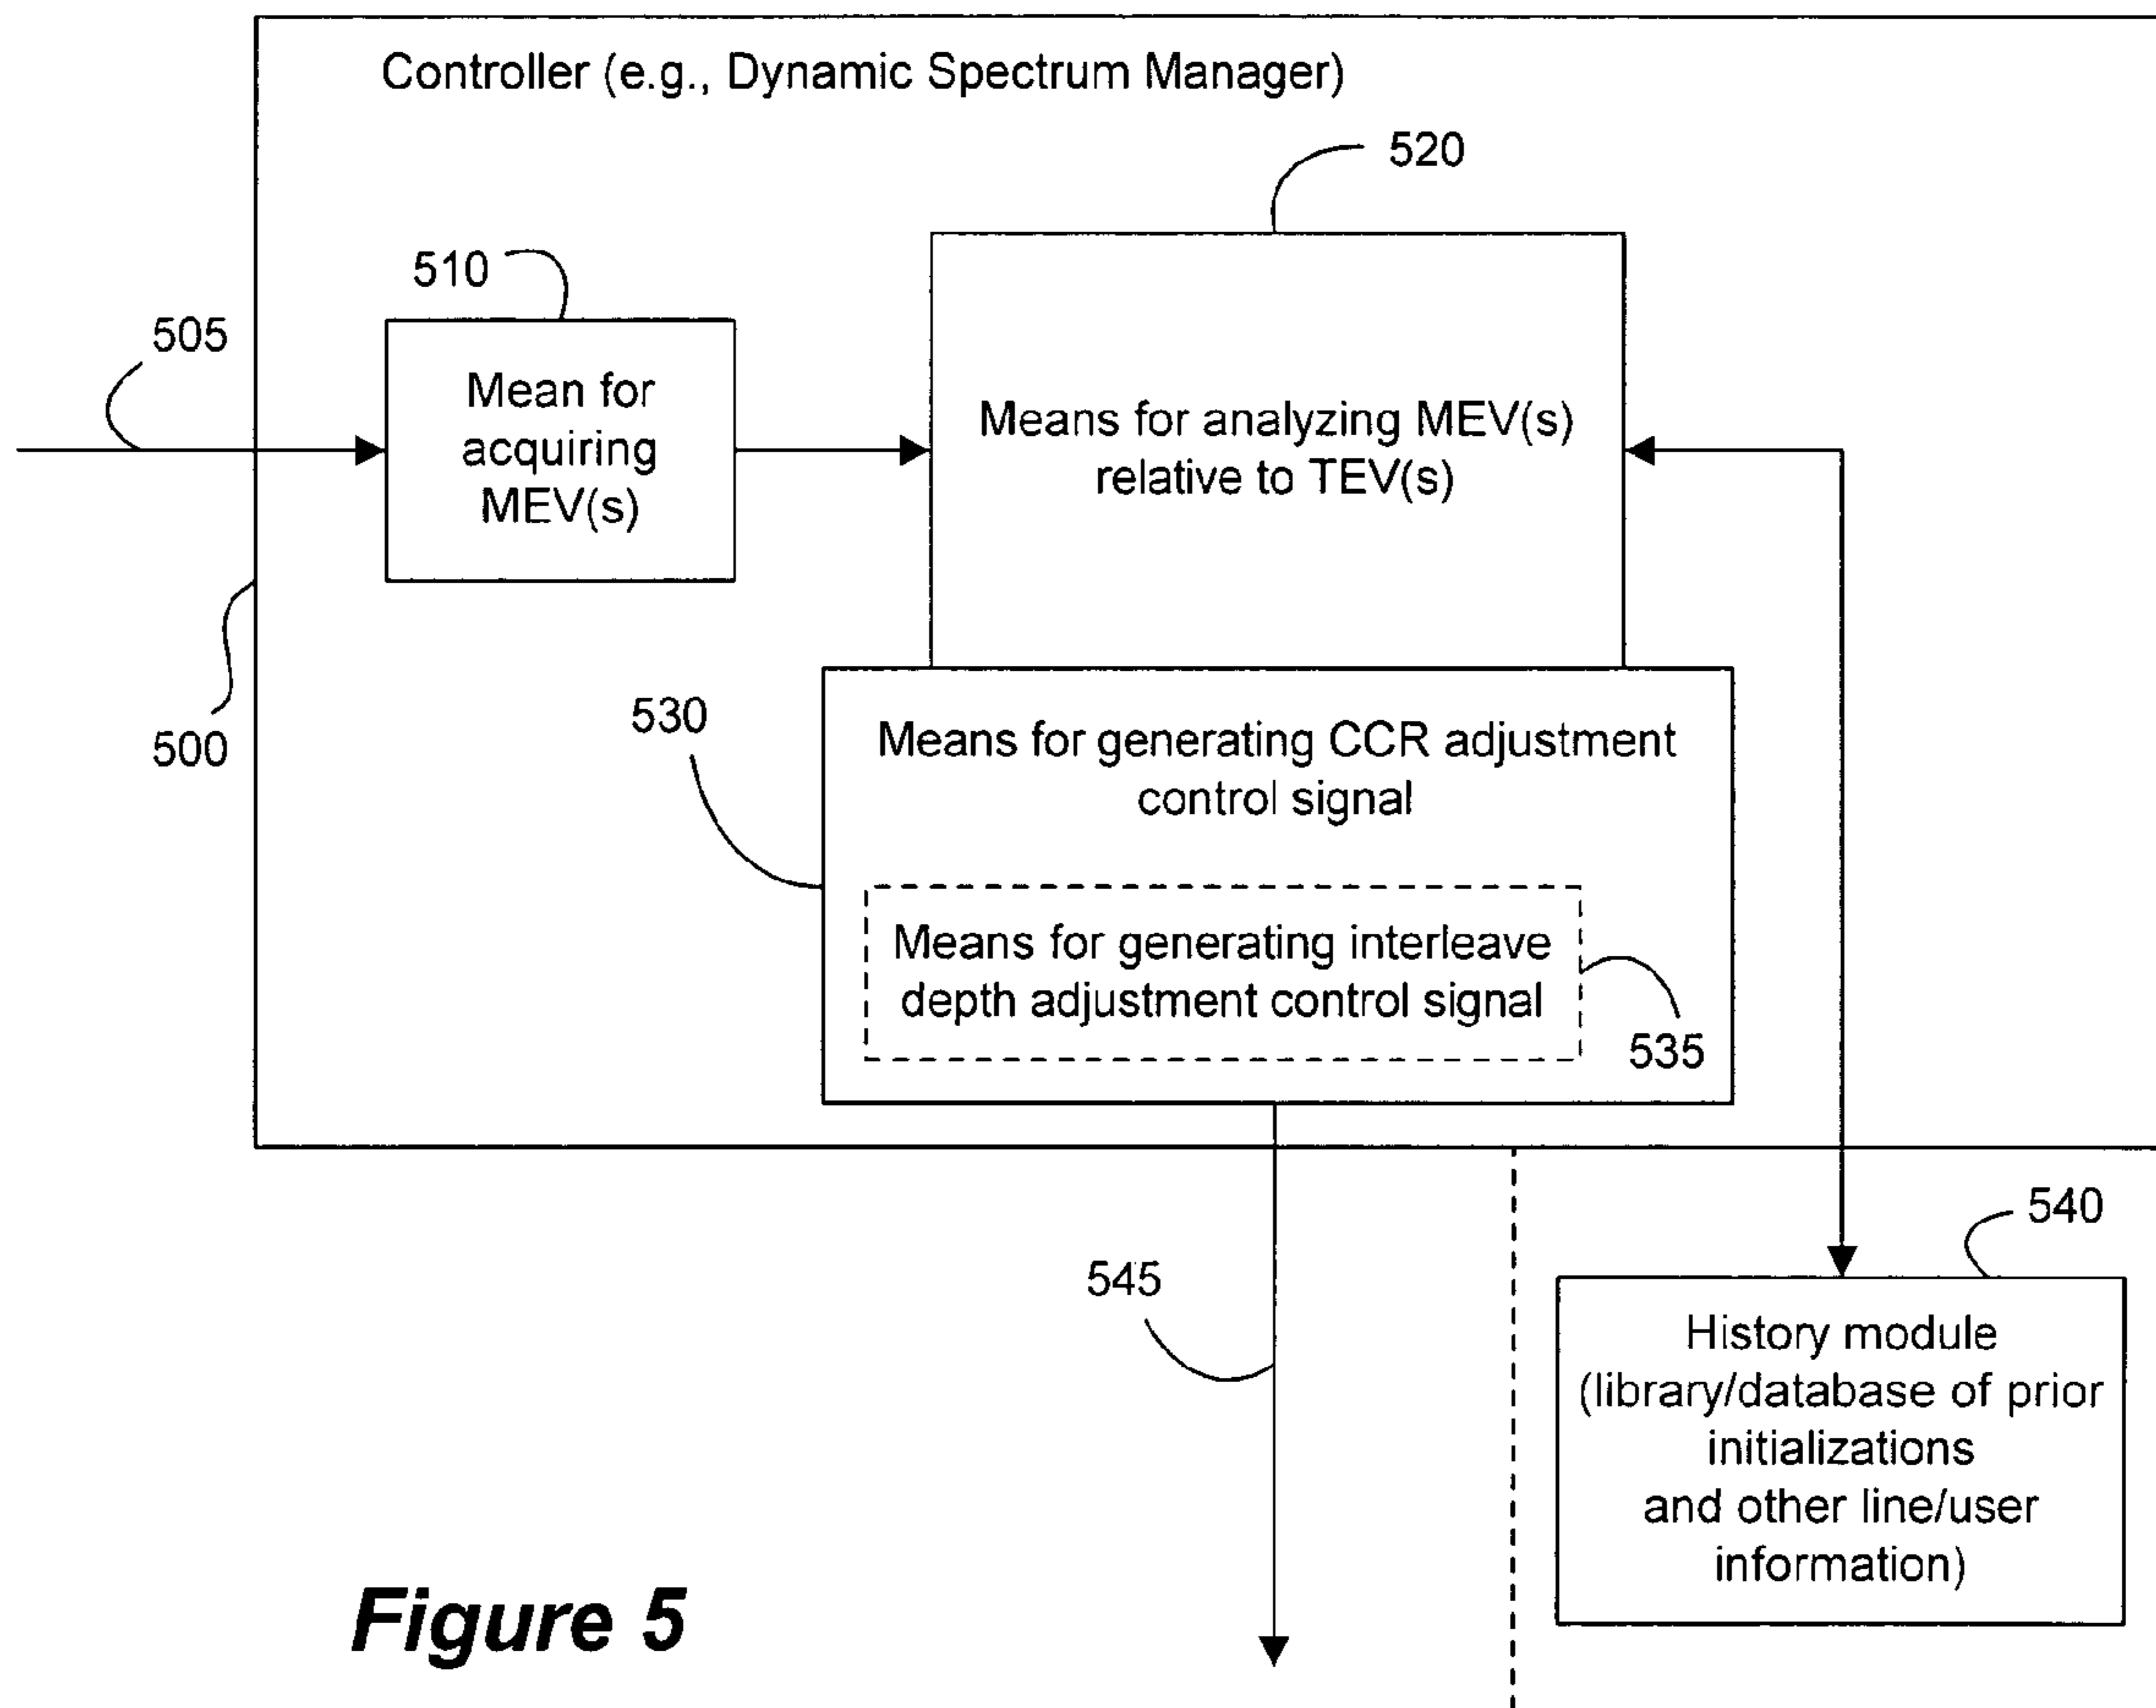 Controller (e.g., Dynamic Spectrum Manager)
520
510
505
Mean for
acquiring
MEV(s)
Means for analyzing MEV(s)
relative to TEV(s)
530
500
Means for generating CCR adjustment
control signal
Means for generating interleave
depth adjustment control signal
535
540
545
History module
(library/database of prior
initializations
and other line/user
information)
Figure 5